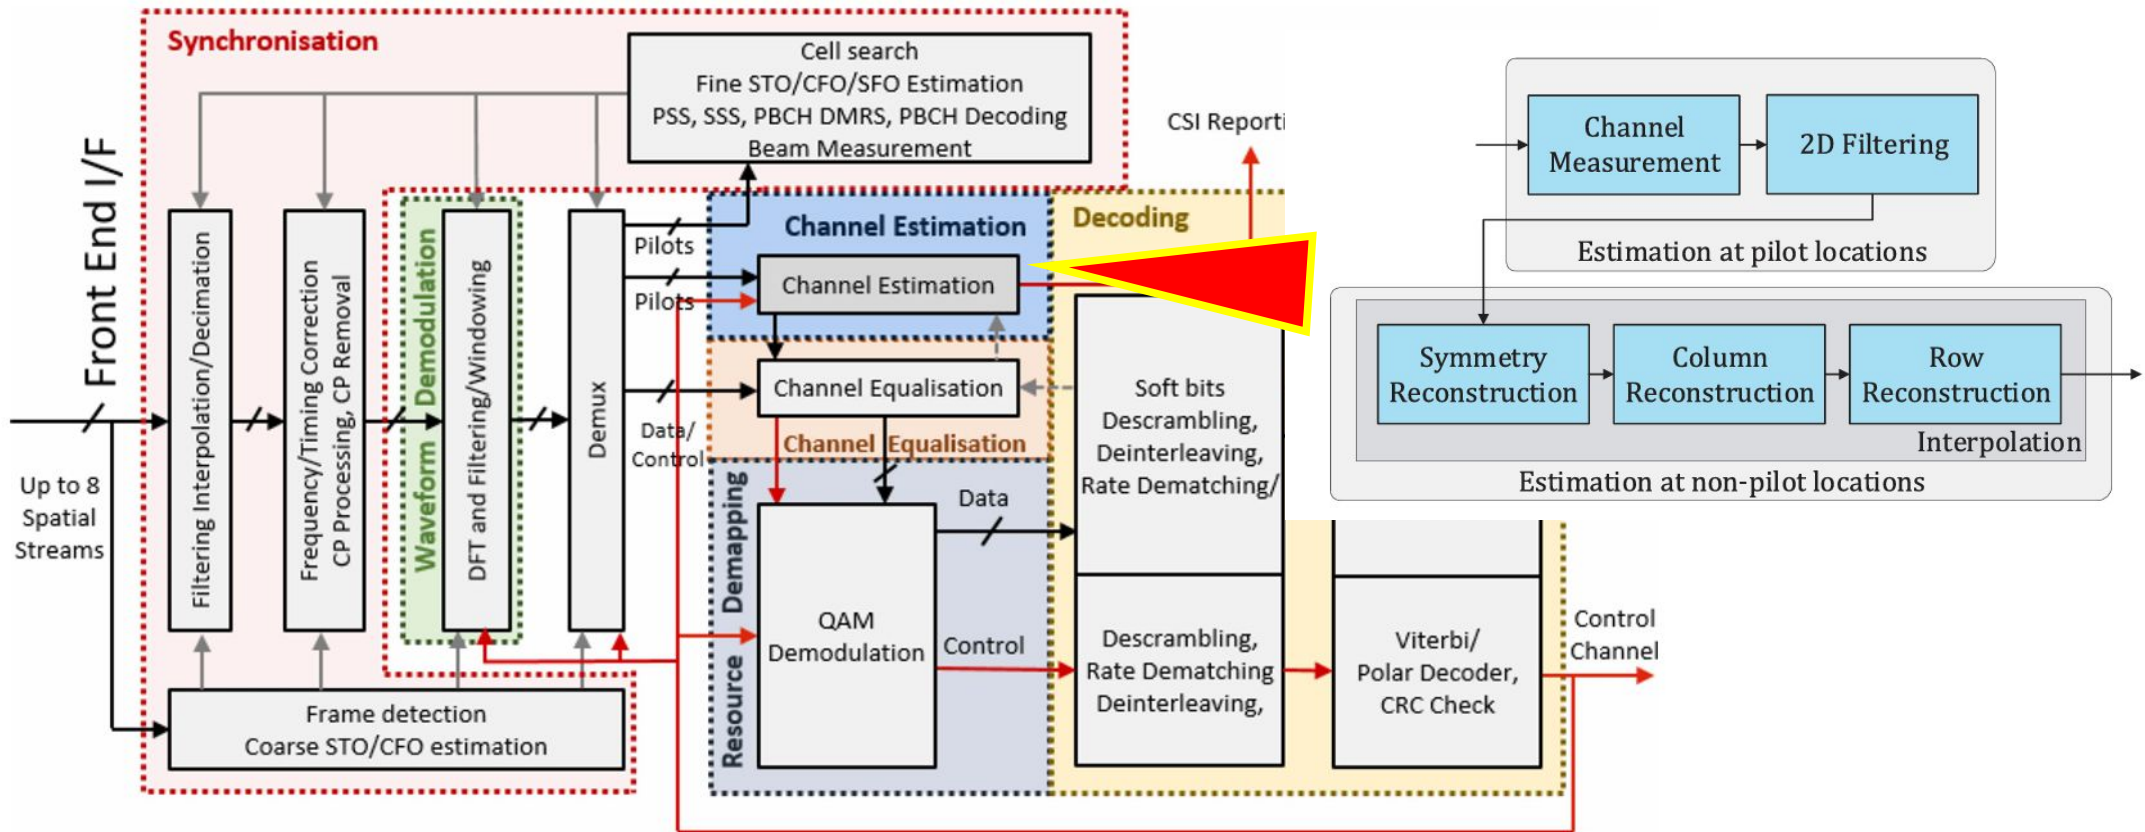 Synchronisation
Cell search
Fine STO/CFO/SFO Estimation
PSS, SSS, PBCH DMRS, PBCH Decoding
Beam Measurement
Front End I/F
Up to 8
Spatial
Streams
Filtering Interpolation/Decimation
Frequency/Timing Correction
CP Processing, CP Removal
Waveform Demodulation
DFT and Filtering/Windowing
Demux
Pilots
Pilots
Data/
Control
Frame detection
Coarse STO/CFO estimation
Channel Estimation
Channel Estimation
Channel Equalisation
Channel Equalisation
Resource Demapping
QAM
Demodulation
Data
Control
Decoding
CSI Reporti
Soft bits
Descrambling,
Deinterleaving,
Rate Dematching/
Descrambling,
Rate Dematching
Deinterleaving,
Viterbi/
Polar Decoder,
CRC Check
Control
Channel
Channel
Measurement
2D Filtering
Estimation at pilot locations
Symmetry
Reconstruction
Column
Reconstruction
Row
Reconstruction
Interpolation
Estimation at non-pilot locations